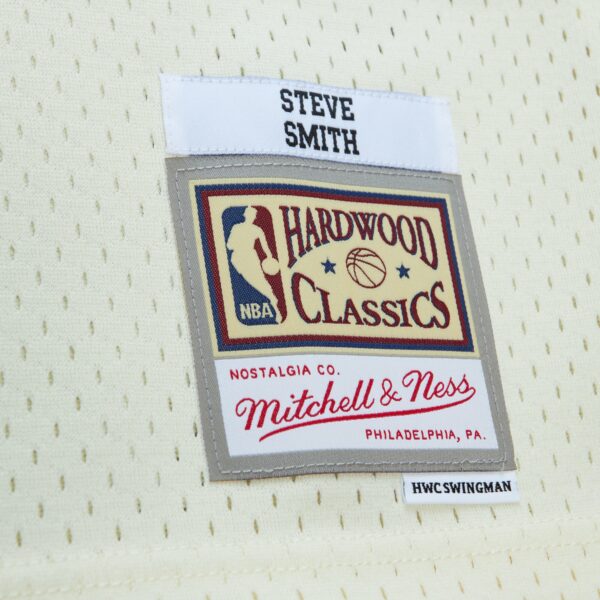 STEVE
SMITH
HARDWOOD
CLASSICS
NBA
NOSTALGIA CO.
Mitchell & Ness
PHILADELPHIA, PA.
HWC SWINGMAN